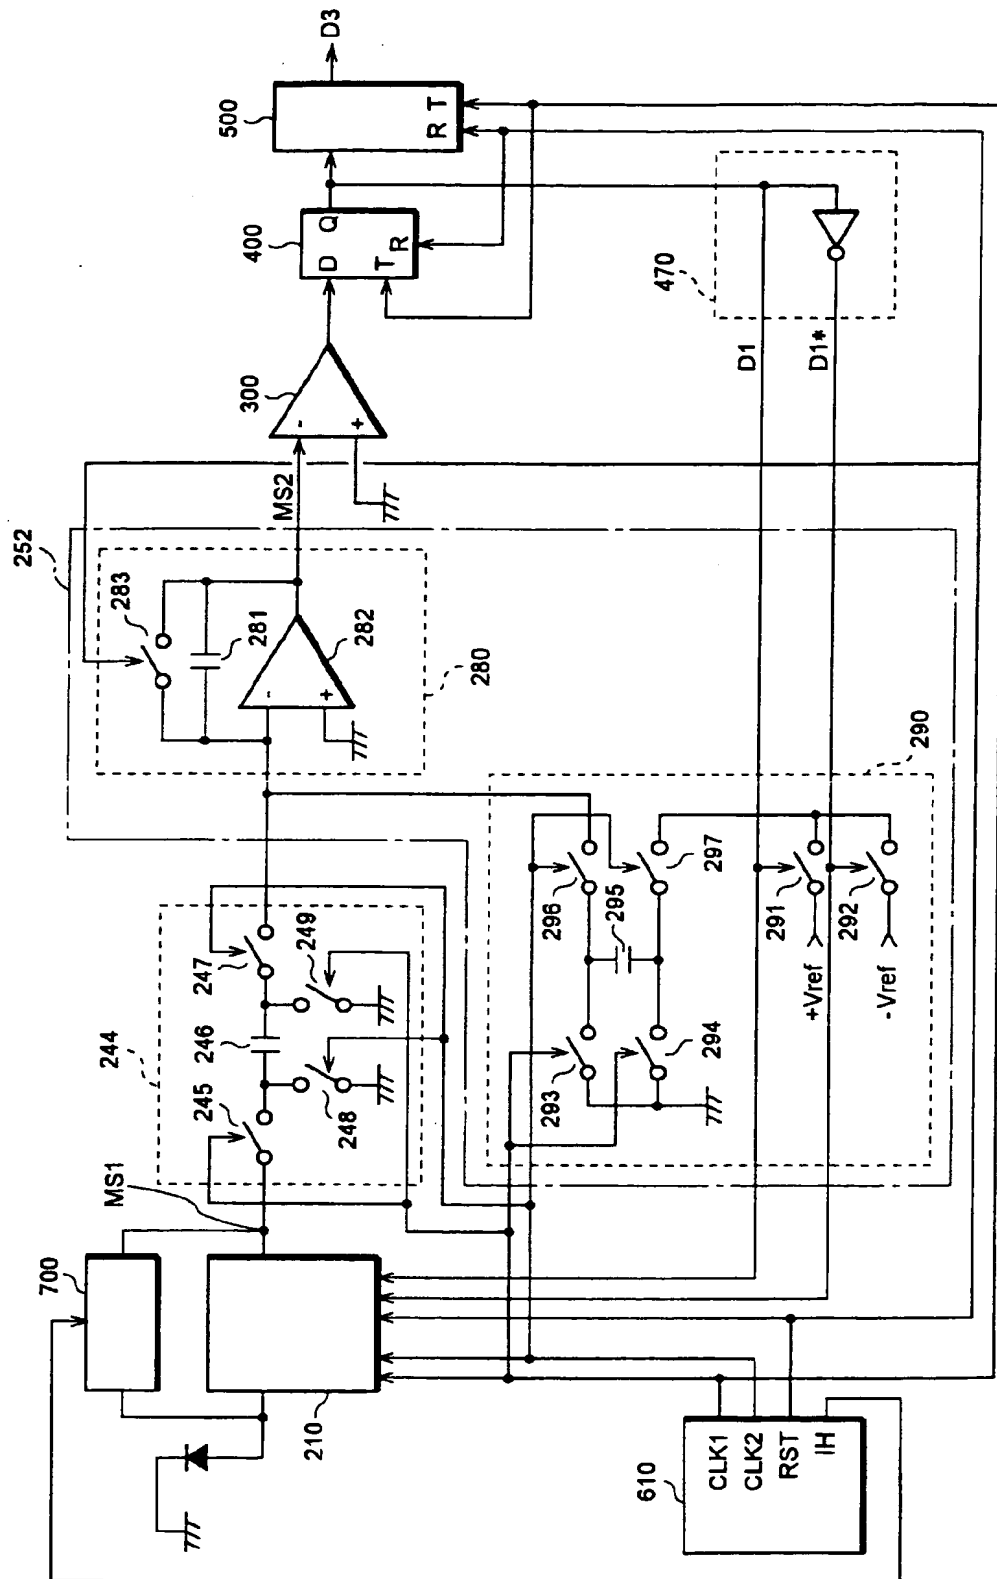 D3
500
R T
400
D Q
T R
300
- +
MS2
470
D1
D1*
252
283
281
282
- +
280
290
244
245
246
247
248
249
MS1
296
295
297
293
294
291
292
+Vref
-Vref
700
210
610
CLK1
CLK2
RST
IH